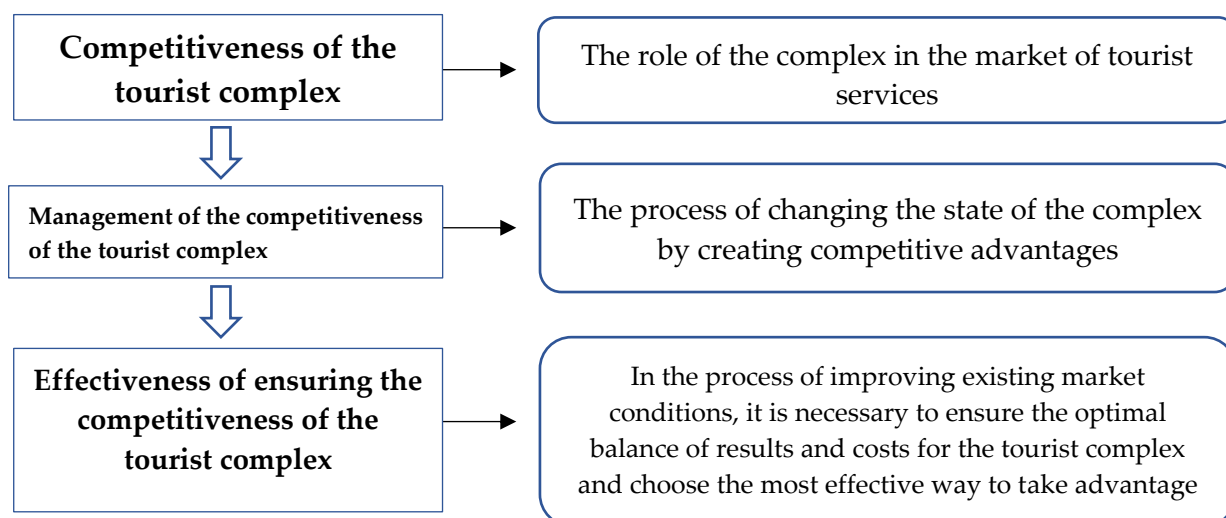 Competitiveness of the
tourist complex
The role of the complex in the market of tourist
services
Management of the competitiveness
of the tourist complex
The process of changing the state of the complex
by creating competitive advantages
Effectiveness of ensuring the
competitiveness of the
tourist complex
In the process of improving existing market
conditions, it is necessary to ensure the optimal
balance of results and costs for the tourist complex
and choose the most effective way to take advantage